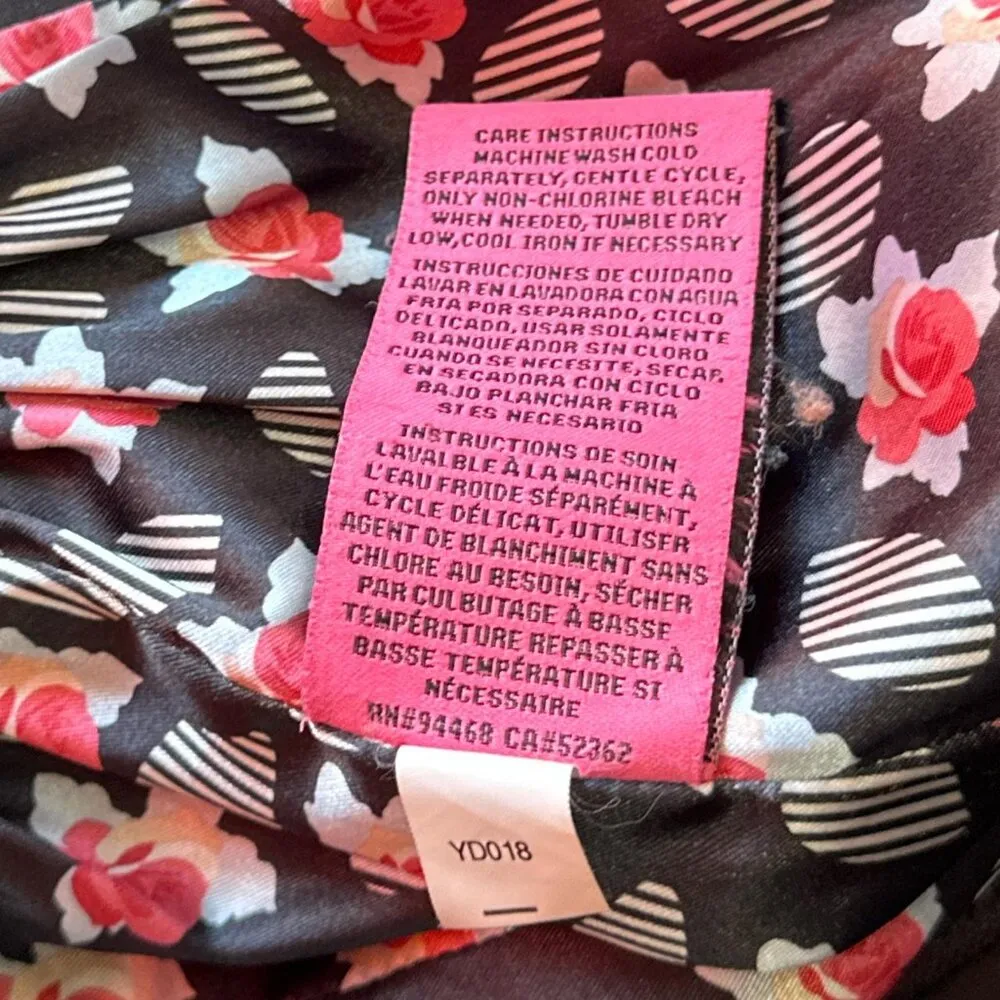 CARE INSTRUCTIONS
MACHINE WASH COLD
SEPARATELY, GENTLE CYCLE,
ONLY NON-CHLORINE BLEACH
WHEN NEEDED, TUMBLE DRY
LOW, COOL IRON IF NECESSARY
INSTRUCCIONES DE CUIDADO
LAVAR EN LAVADORA CON AGUA
FRIA POR SEPARADO, CICLO
DELICADO, USAR SOLAMENTE
BLANQUEADOR SIN CLORO
CUANDO SE NECESITE, SECAR
EN SECADORA CON CICLO
BAJO PLANCHAR FRIA
SI ES NECESARIO
INSTRUCTIONS DE SOIN
LAVALBLE À LA MACHINE À
L'EAU FROIDE SÉPARÉMENT,
CYCLE DÉLICAT, UTILISER
AGENT DE BLANCHIMENT SANS
CHLORE AU BESOIN, SÉCHER
PAR CULBUTAGE À BASSE
TEMPÉRATURE REPASSER À
BASSE TEMPÉRATURE SI
NÉCESSAIRE
RN#94468 CA#52362
YD018